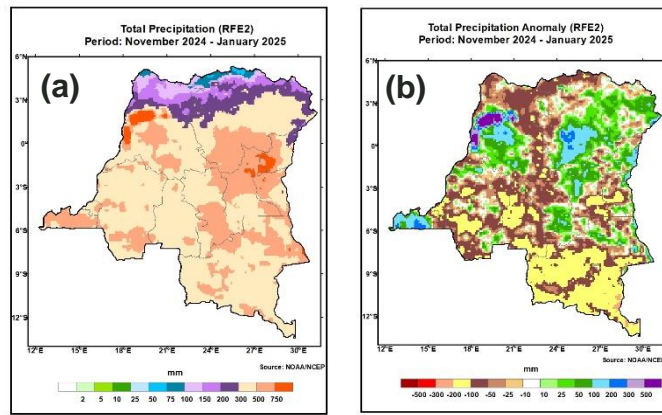 Total Precipitation (RFE2)
Period: November 2024 - January 2025
(a)
6°N
3°N
0°
3°S
6°S
9°S
12°S
12°E 15°E 18°E 21°E 24°E 27°E 30°E
mm
Source: NOAA/NCEP
2 5 10 25 50 75 100 150 200 300 500 750
Total Precipitation Anomaly (RFE2)
Period: November 2024 - January 2025
(b)
6°N
3°N
0°
3°S
6°S
9°S
12°S
12°E 15°E 18°E 21°E 24°E 27°E 30°E
Source: NOAA/NCEP
mm
-500 -300 -200 -100 -50 -25 -10 10 25 50 100 200 300 500